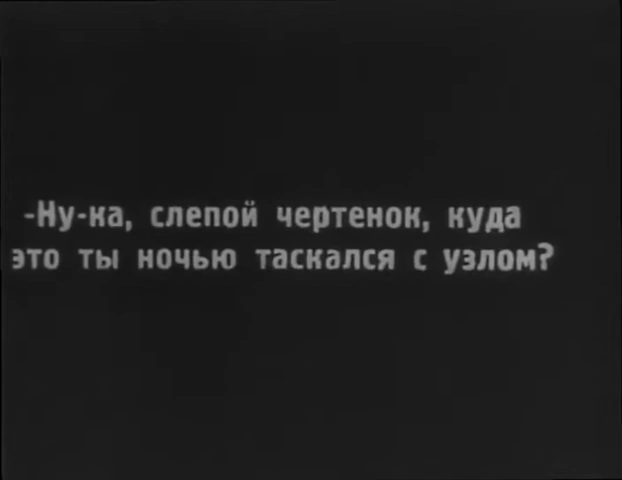 -Ну-ка, слепой чертенок, куда
это ты ночью таскался с узлом?